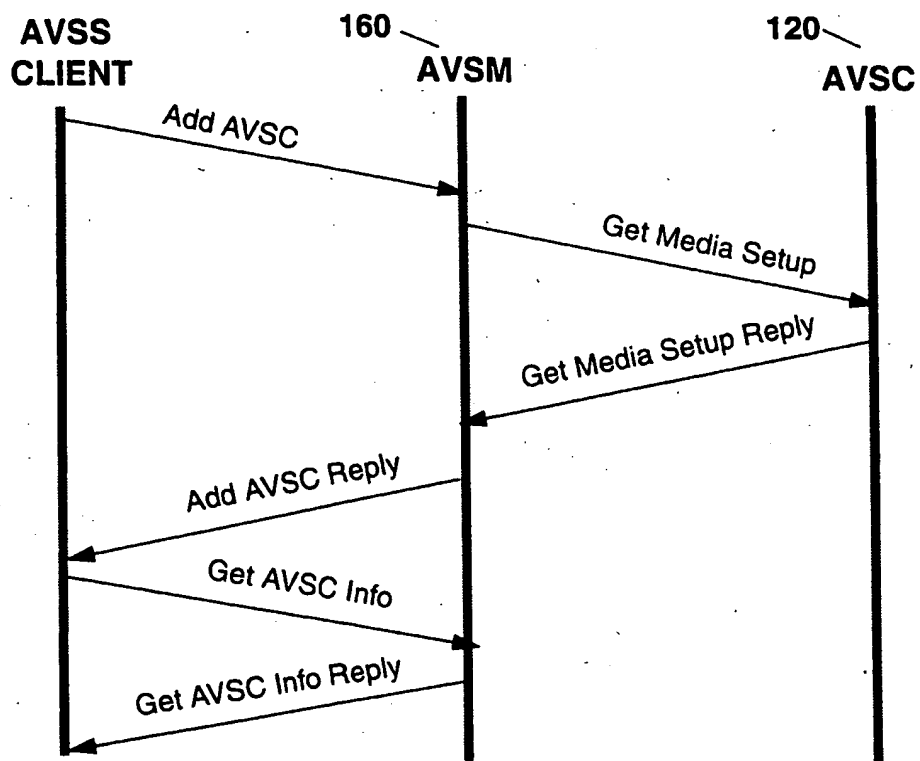 AVSS
CLIENT
160
AVSM
120
AVSC
Add AVSC
Get Media Setup
Get Media Setup Reply
Add AVSC Reply
Get AVSC Info
Get AVSC Info Reply